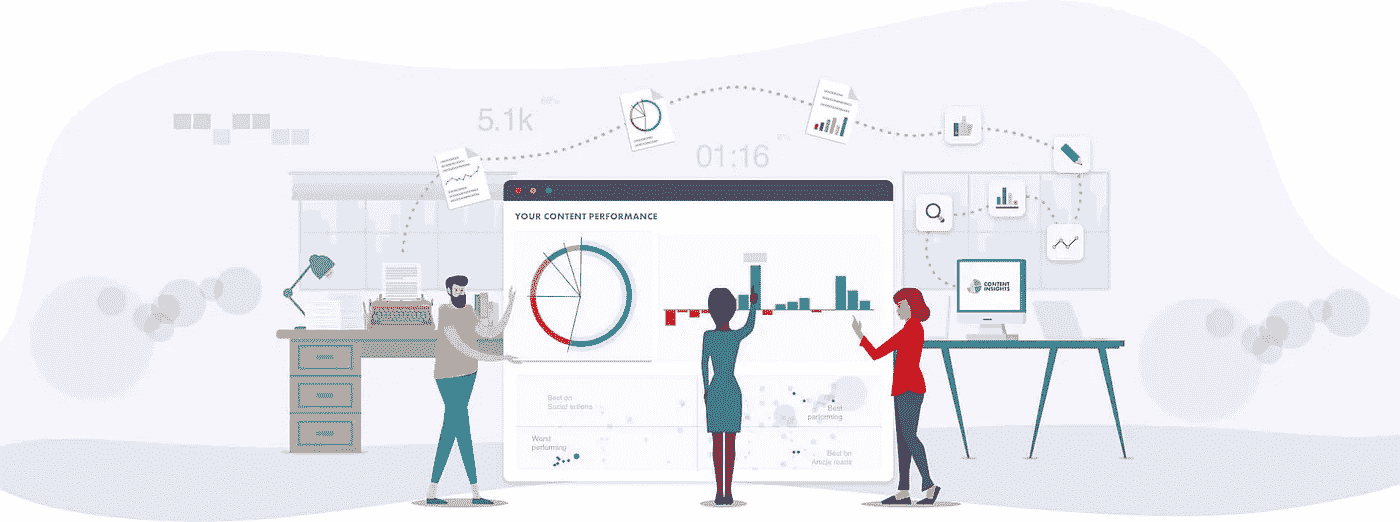 5.1k
01:16
YOUR CONTENT PERFORMANCE
CONTENT
INSIGHTS
Best on
Social actions
Best
performing
Worst
performing
Best on
Article reads